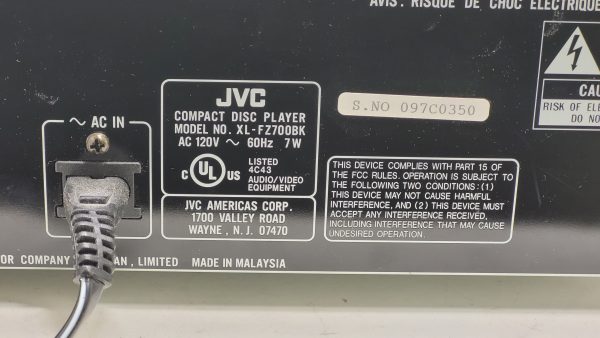 AVIS: RISQUE DE CHOC ELECTRIQUE
JVC
COMPACT DISC PLAYER
MODEL NO. XL-FZ700BK
AC 120V ~ 60Hz 7W
C UL US
LISTED
4C43
AUDIO/VIDEO
EQUIPMENT
JVC AMERICAS CORP.
1700 VALLEY ROAD
WAYNE, N.J. 07470
~ AC IN
S.NO 097C0350
CAU
RISK OF ELE
DO NO
THIS DEVICE COMPLIES WITH PART 15 OF
THE FCC RULES. OPERATION IS SUBJECT TO
THE FOLLOWING TWO CONDITIONS: (1)
THIS DEVICE MAY NOT CAUSE HARMFUL
INTERFERENCE, AND (2) THIS DEVICE MUST
ACCEPT ANY INTERFERENCE RECEIVED,
INCLUDING INTERFERENCE THAT MAY CAUSE
UNDESIRED OPERATION.
OR COMPANY AN, LIMITED MADE IN MALAYSIA